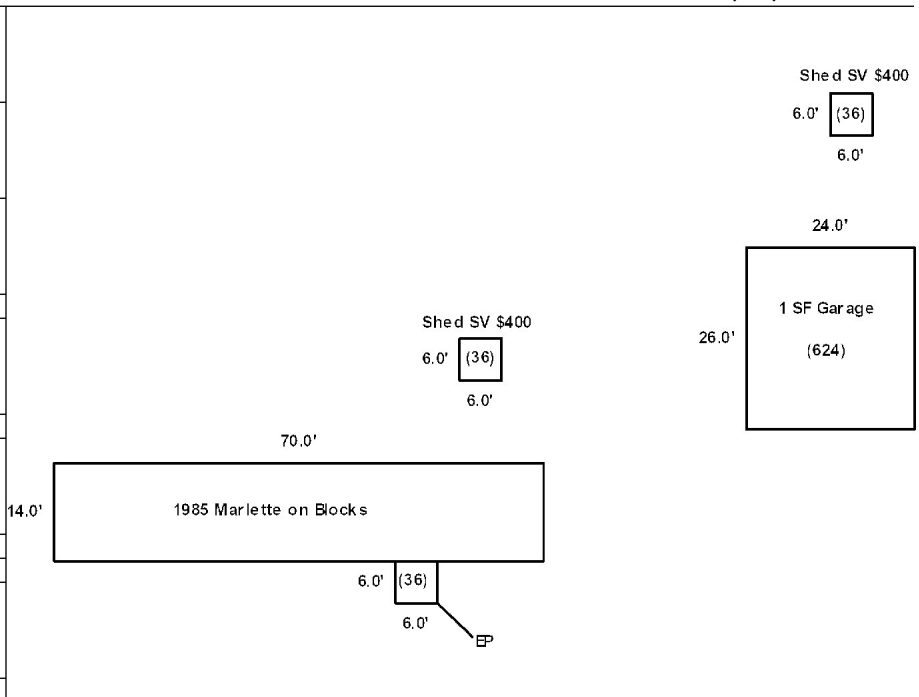 Shed SV $400
6.0' (36)
6.0'
24.0'
1 SF Garage
26.0'
(624)
Shed SV $400
6.0' (36)
6.0'
70.0'
14.0' 1985 Marlette on Blocks
6.0' (36)
6.0'
EP